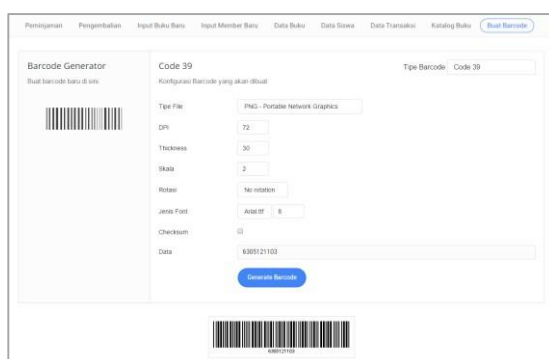 Peminjaman Pengembalian Input Buku Baru Input Member Baru Data Buku Data Siswa Data Transaksi Katalog Buku Buat Barcode
Barcode Generator
Buat barcode baru di sini
Code 39
Konfigurasi Barcode yang akan dibuat
Tipe Barcode Code 39
Tipe File PNG - Portable Network Graphics
DPI 72
Thickness 30
Skala 2
Rotasi No rotation
Jenis Font Arial.ttf 8
Checksum
Data 6305121103
Generate Barcode
6305121103